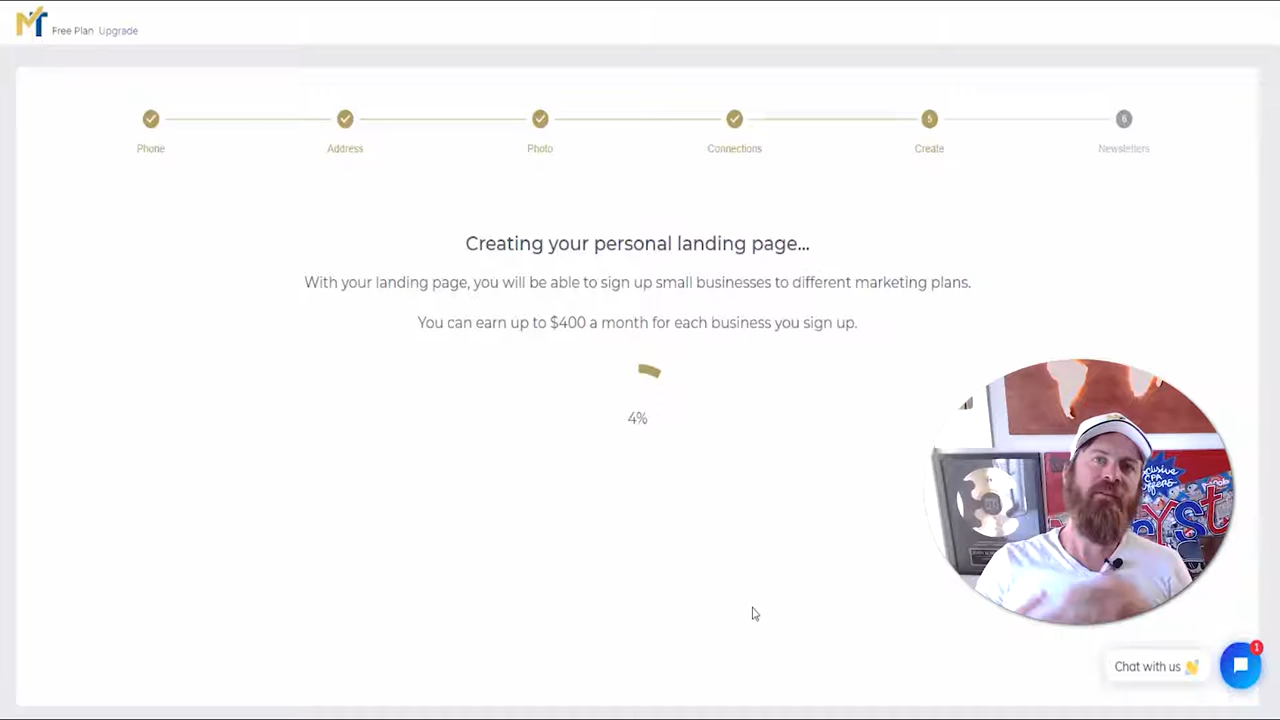 MT
Free Plan Upgrade
5
6
Phone
Address
Photo
Connections
Create
Newsletters
Creating your personal landing page...
With your landing page, you will be able to sign up small businesses to different marketing plans.
You can earn up to $400 a month for each business you sign up.
4%
CPA
Chat with us
1